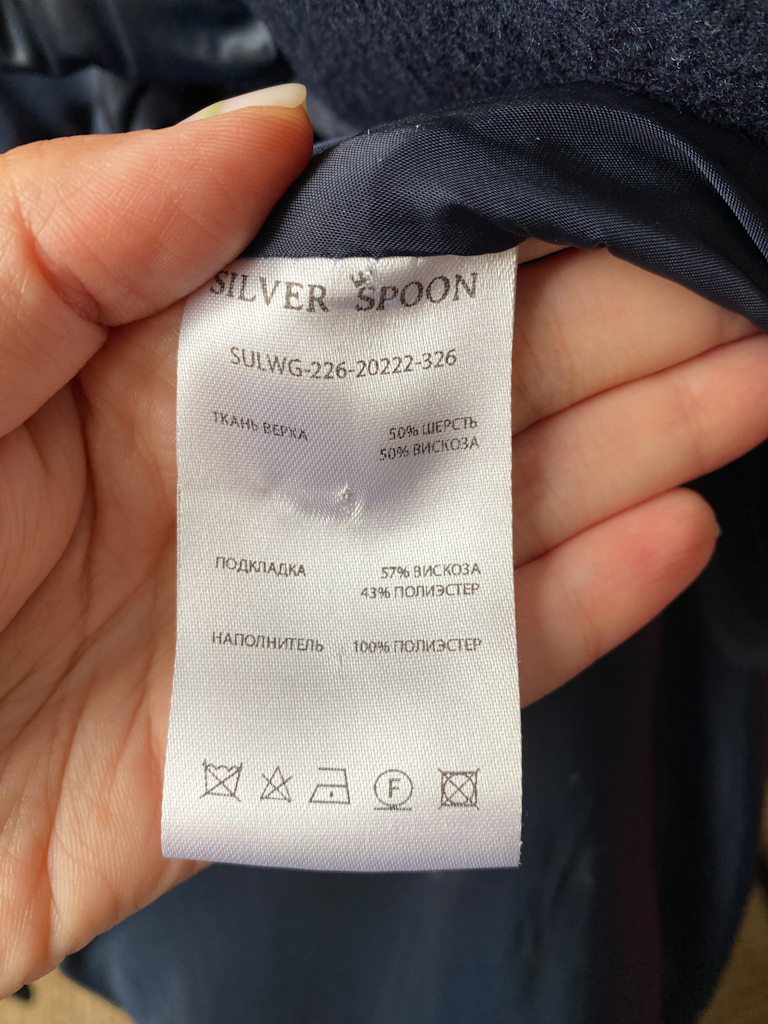 SILVER SPOON
SULWG-226-20222-326
ТКАНЬ ВЕРХА 50% ШЕРСТЬ
50% ВИСКОЗА
ПОДКЛАДКА 57% ВИСКОЗА
43% ПОЛИЭСТЕР
НАПОЛНИТЕЛЬ 100% ПОЛИЭСТЕР
F